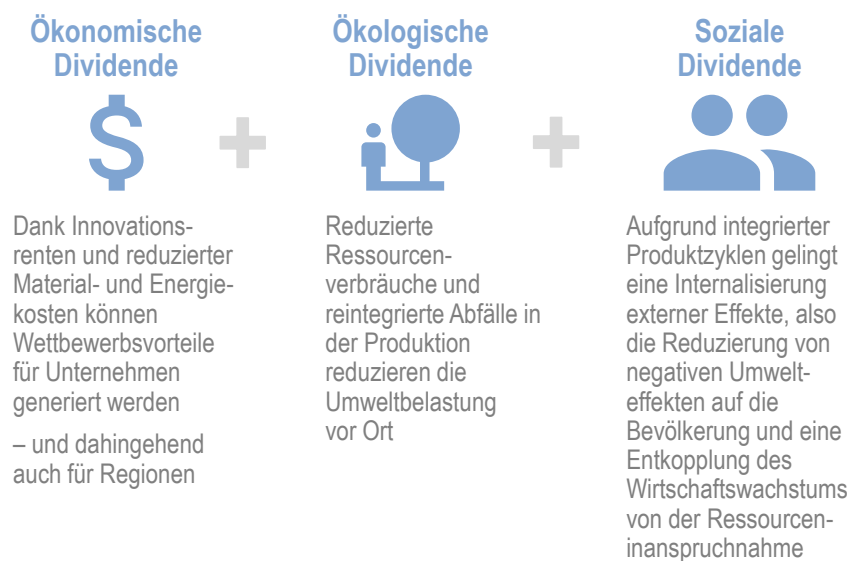 Ökonomische
Dividende
Dank Innovations-
renten und reduzierter
Material- und Energie-
kosten können
Wettbewerbsvorteile
für Unternehmen
generiert werden
– und dahingehend
auch für Regionen
Ökologische
Dividende
Reduzierte
Ressourcen-
verbräuche und
reintegrierte Abfälle in
der Produktion
reduzieren die
Umweltbelastung
vor Ort
Soziale
Dividende
Aufgrund integrierter
Produktzyklen gelingt
eine Internalisierung
externer Effekte, also
die Reduzierung von
negativen Umwelt-
effekten auf die
Bevölkerung und eine
Entkopplung des
Wirtschaftswachstums
von der Ressourcen-
inanspruchnahme